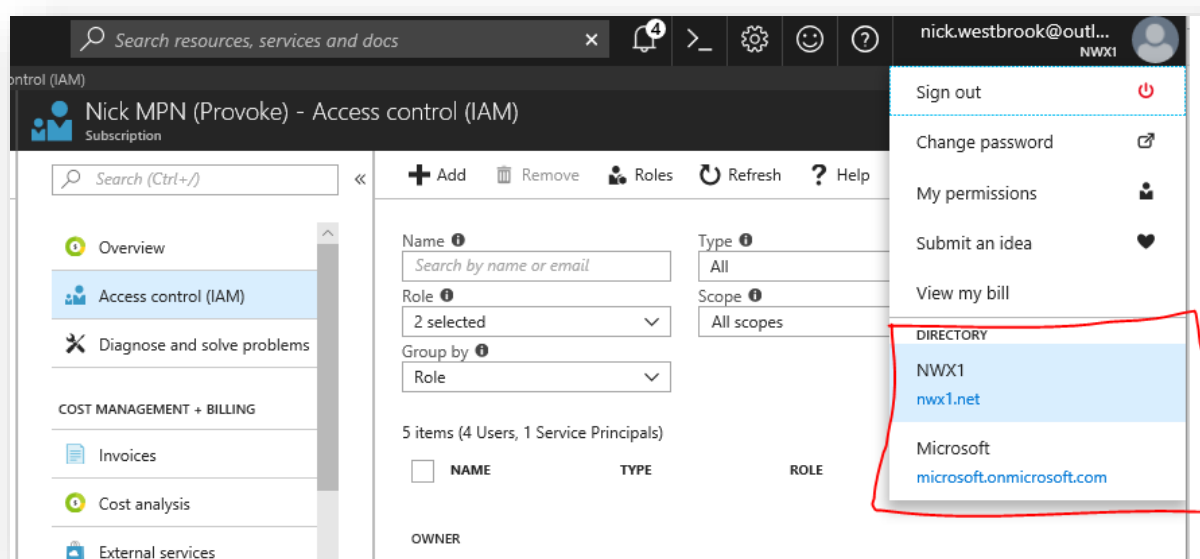 Search resources, services and docs
4
nick.westbrook@outl...
NWX1
ontrol (IAM)
Nick MPN (Provoke) - Access control (IAM)
Subscription
Sign out
Change password
My permissions
Submit an idea
View my bill
DIRECTORY
NWX1
nwx1.net
Microsoft
microsoft.onmicrosoft.com
Search (Ctrl+/)
Overview
Access control (IAM)
Diagnose and solve problems
COST MANAGEMENT + BILLING
Invoices
Cost analysis
External services
Add Remove Roles Refresh Help
Name Type
Search by name or email All
Role Scope
2 selected All scopes
Group by
Role
5 items (4 Users, 1 Service Principals)
NAME TYPE ROLE
OWNER